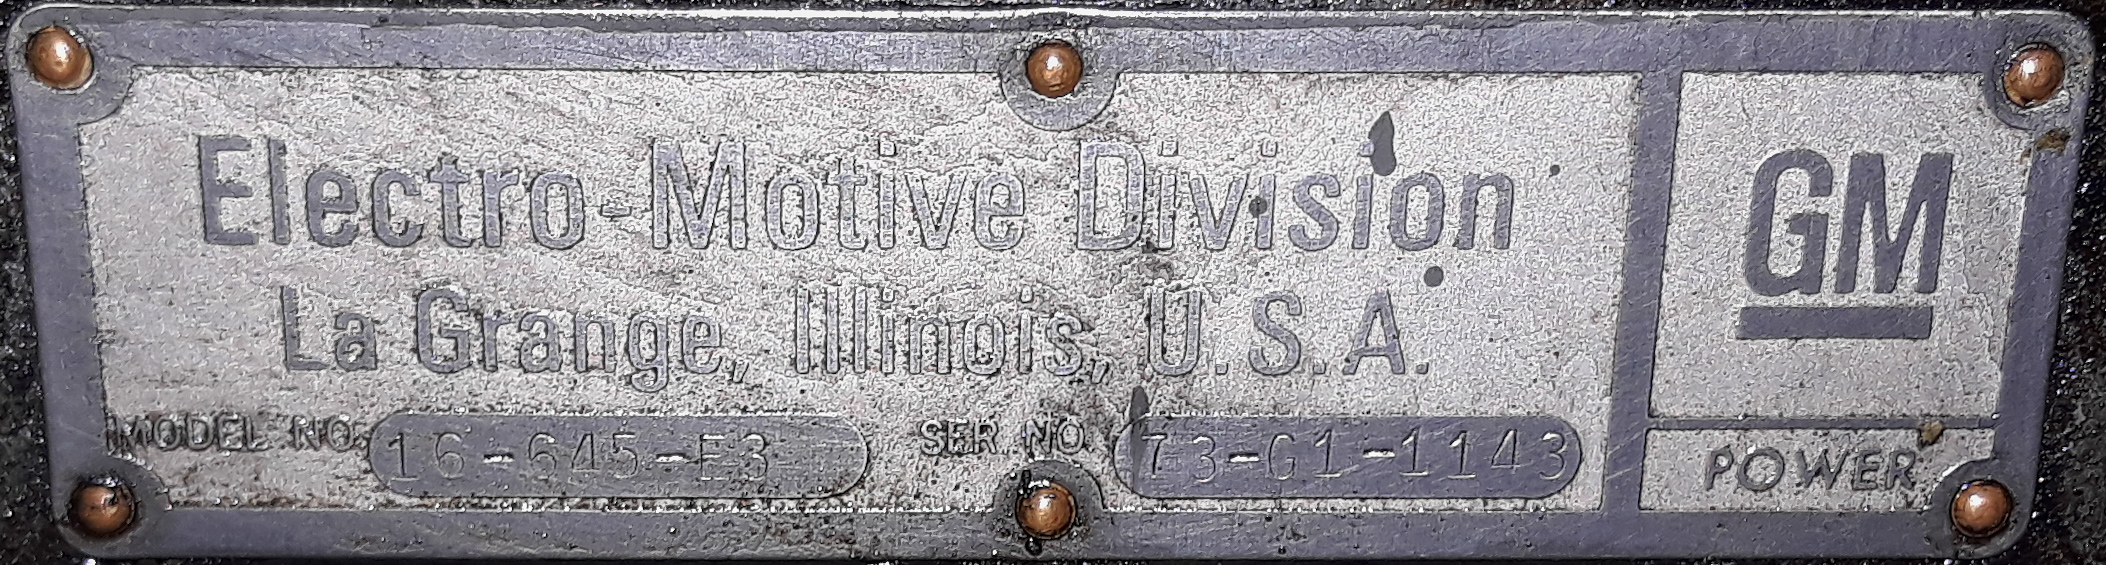 Electro-Motive Division
La Grange, Illinois, U.S.A.
MODEL NO. 16-645-E3 SER. NO. 73-G1-1143
GM
POWER